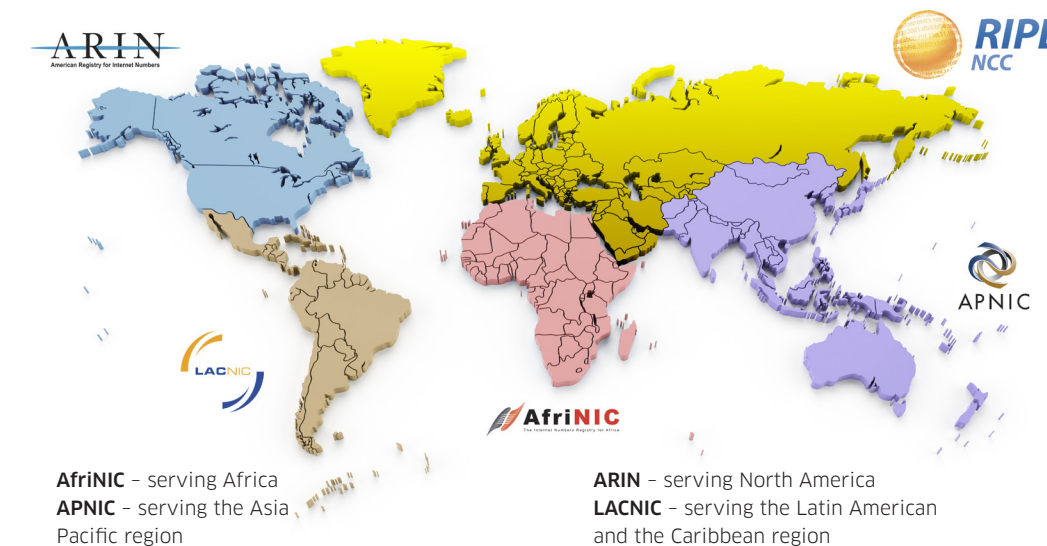 ARIN
American Registry for Internet Numbers
RIPE
NCC
APNIC
LACNIC
AfriNIC
The Internet Numbers Registry for Africa
AfriNIC – serving Africa
APNIC – serving the Asia
Pacific region
ARIN – serving North America
LACNIC – serving the Latin American
and the Caribbean region